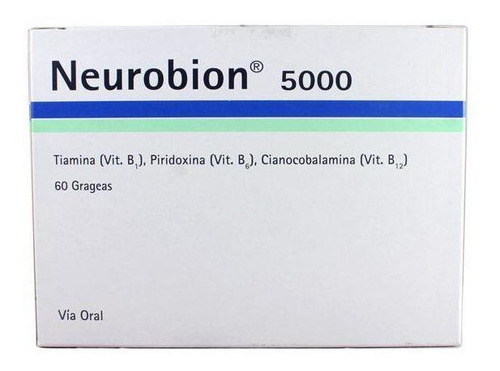 Neurobion® 5000
Tiamina (Vit. B₁), Piridoxina (Vit. B₆), Cianocobalamina (Vit. B₁₂)
60 Grageas
Vía Oral